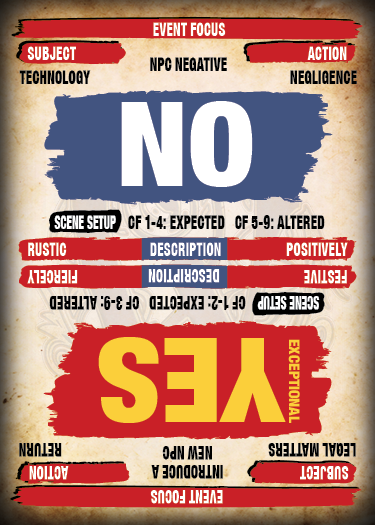 EVENT FOCUS
SUBJECT NPC NEGATIVE ACTION
TECHNOLOGY NEGLIGENCE
NO
SCENE SETUP CF 1-4: EXPECTED CF 5-9: ALTERED
RUSTIC DESCRIPTION POSITIVELY
FESTIVE DESCRIPTION FIERCELY
SCENE SETUP CF 1-2: EXPECTED CF 3-9: ALTERED
YES
EXCEPTIONAL
LEGAL MATTERS RETURN
SUBJECT INTRODUCE A NEW NPC ACTION
EVENT FOCUS